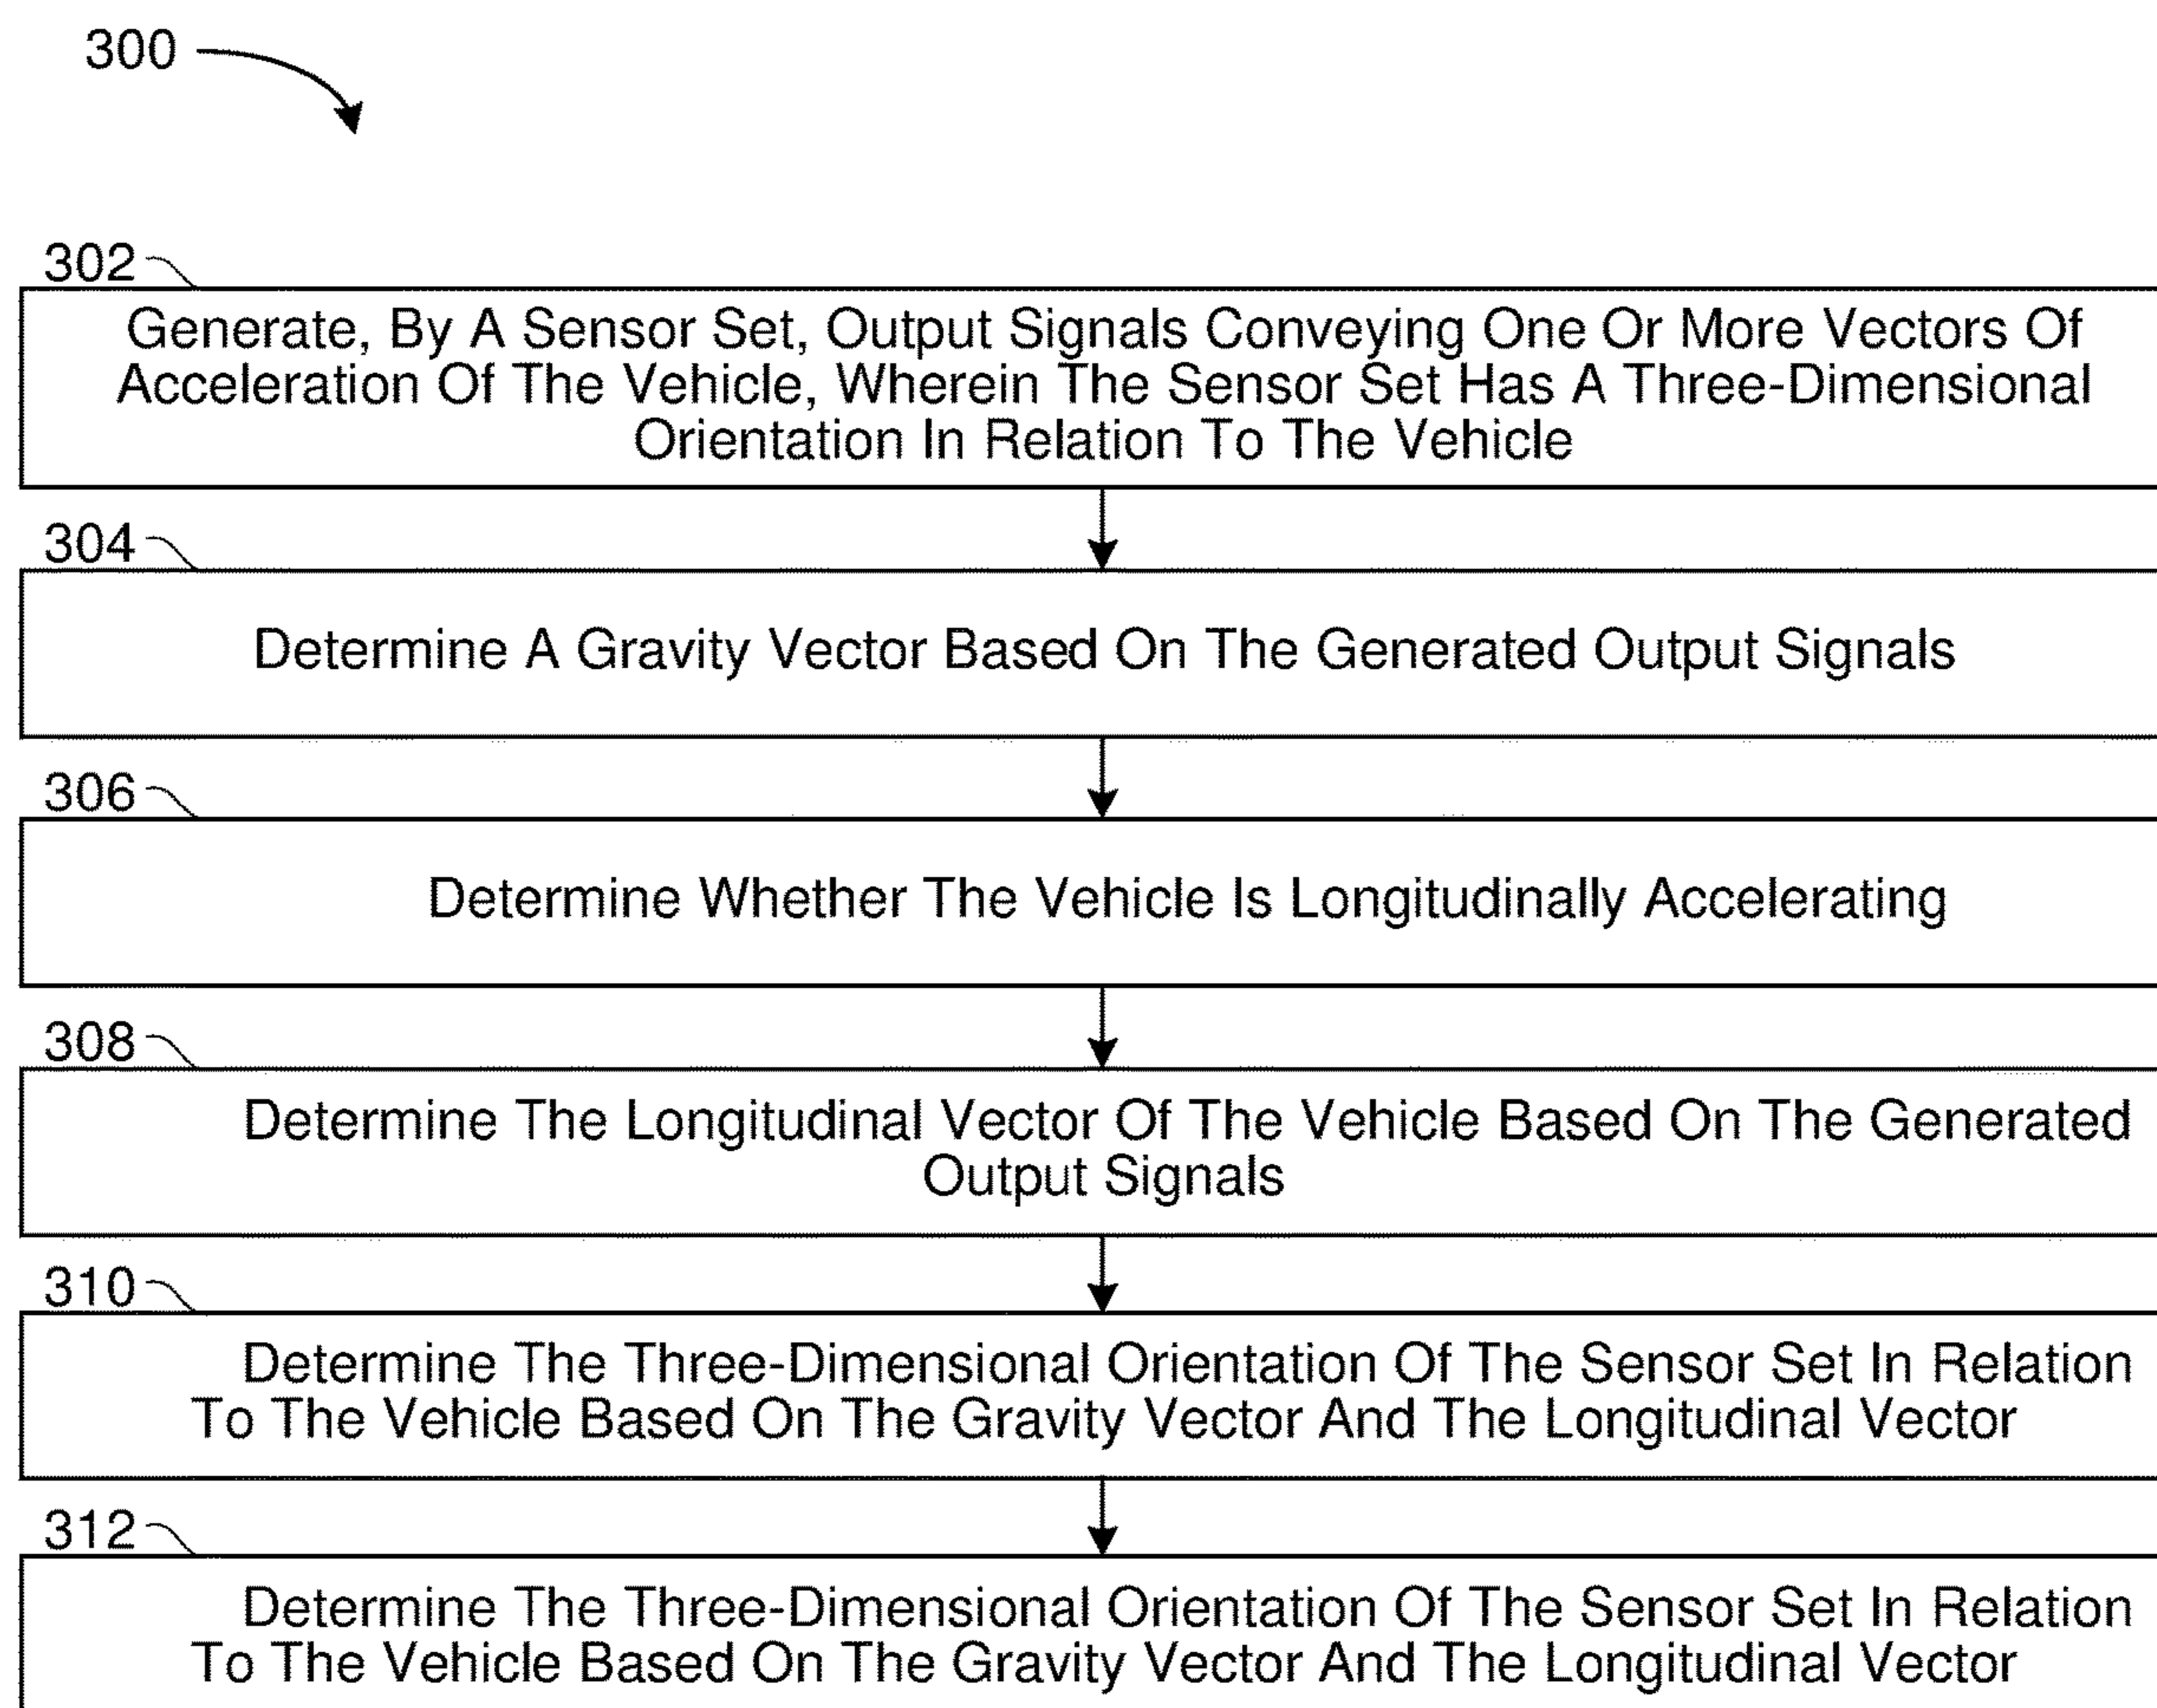 300
302
Generate, By A Sensor Set, Output Signals Conveying One Or More Vectors Of
Acceleration Of The Vehicle, Wherein The Sensor Set Has A Three-Dimensional
Orientation In Relation To The Vehicle
304
Determine A Gravity Vector Based On The Generated Output Signals
306
Determine Whether The Vehicle Is Longitudinally Accelerating
308
Determine The Longitudinal Vector Of The Vehicle Based On The Generated
Output Signals
310
Determine The Three-Dimensional Orientation Of The Sensor Set In Relation
To The Vehicle Based On The Gravity Vector And The Longitudinal Vector
312
Determine The Three-Dimensional Orientation Of The Sensor Set In Relation
To The Vehicle Based On The Gravity Vector And The Longitudinal Vector